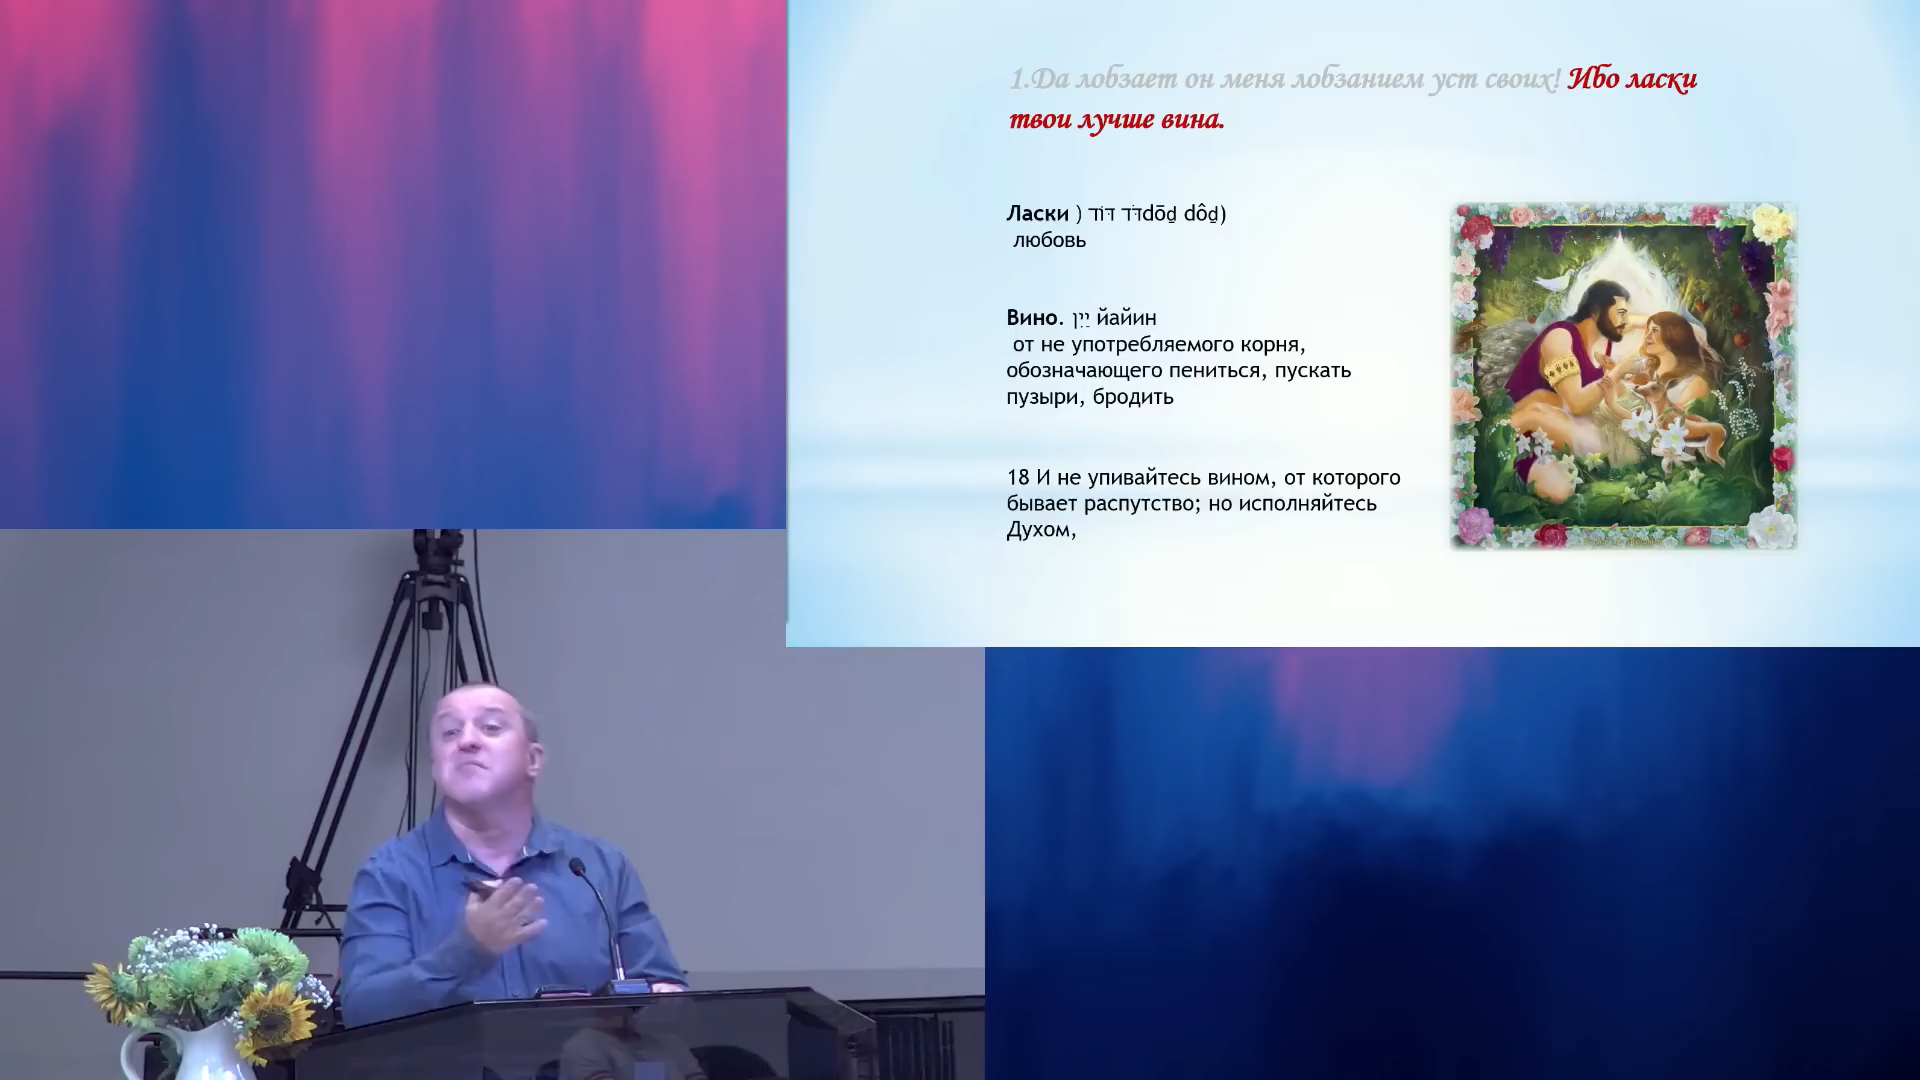 1.Да лобзает он меня лобзанием уст своих! Ибо ласки
твои лучше вина.
Ласки ) דּד דּוֹדdōḏ dôḏ)
любовь
Вино. יַיִן йайин
от не употребляемого корня,
обозначающего пениться, пускать
пузыри, бродить
18 И не упивайтесь вином, от которого
бывает распутство; но исполняйтесь
Духом,